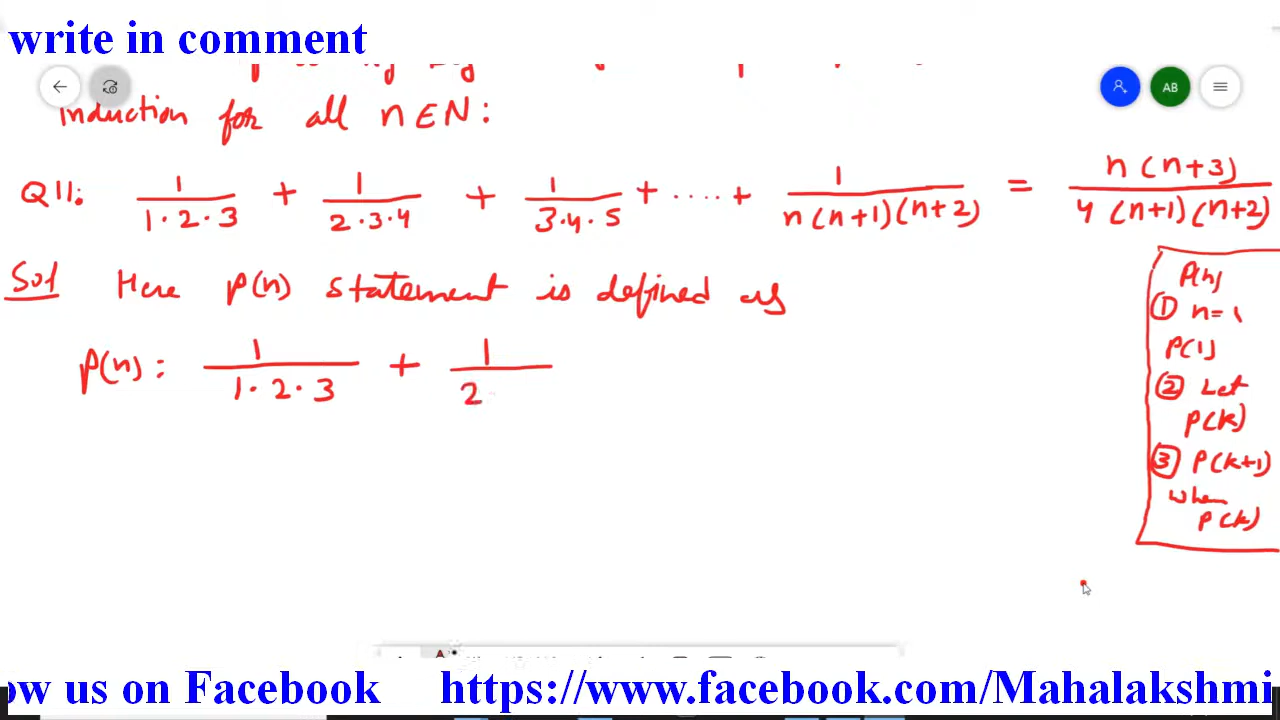 write in comment
AB
induction for all n ∈ N :
Q11: 1/(1·2·3) + 1/(2·3·4) + 1/(3·4·5) + ..... + 1/(n(n+1)(n+2)) = n(n+3)/(4(n+1)(n+2))
Sol Here P(n) statement is defined as
P(n) : 1/(1·2·3) + 1/(2·
P(n)
① n= 1
P(1)
② Let
P(k)
③ P(k+1)
when
P(k)
ow us on Facebook https://www.facebook.com/Mahalakshmi